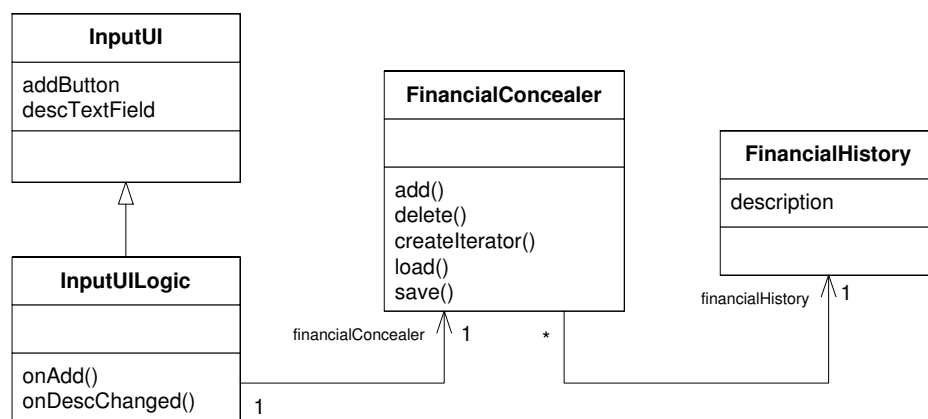 InputUI
addButton
descTextField
FinancialConcealer
add()
delete()
createIterator()
load()
save()
FinancialHistory
description
InputUILogic
onAdd()
onDescChanged()
financialConcealer
1
1
*
financialHistory
1